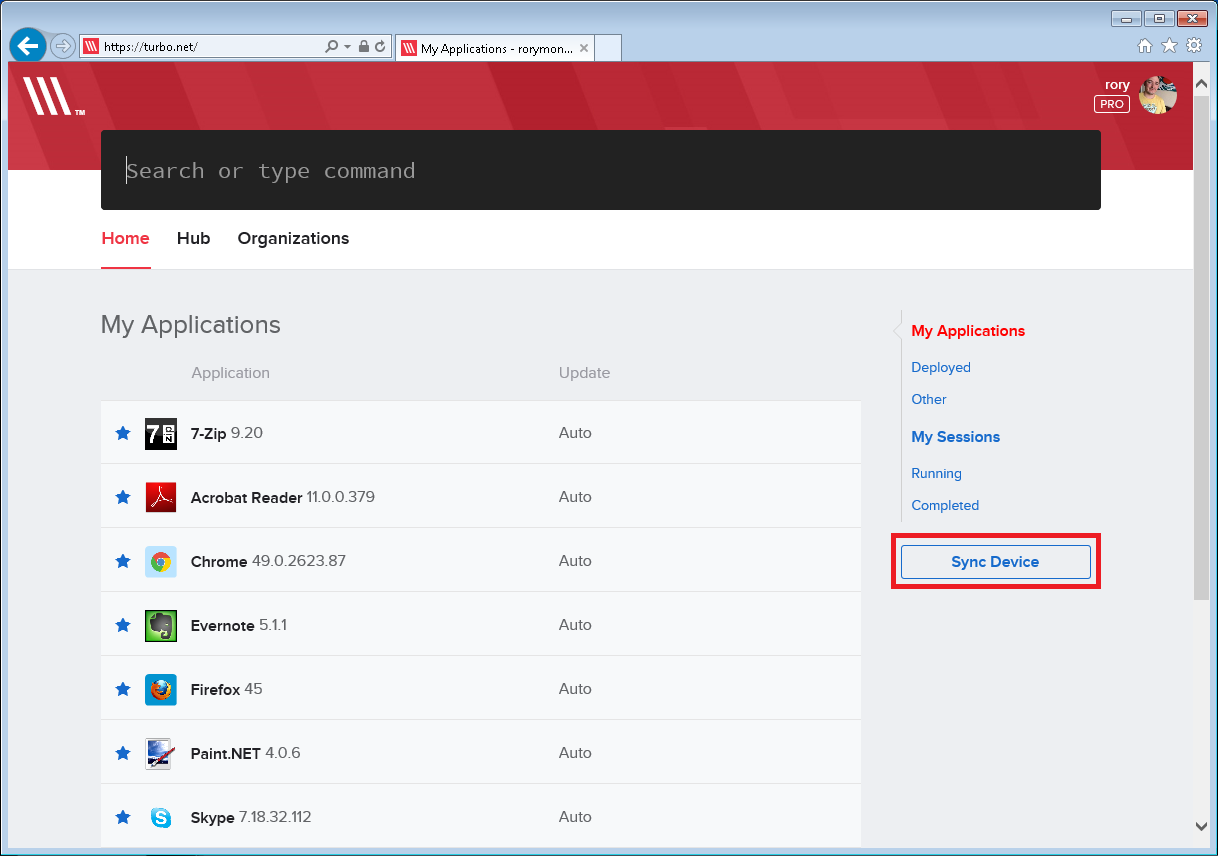 https://turbo.net/
My Applications - rorymon...
TM
rory
PRO
Search or type command
Home Hub Organizations
My Applications
Application Update
7-Zip 9.20 Auto
Acrobat Reader 11.0.0.379 Auto
Chrome 49.0.2623.87 Auto
Evernote 5.1.1 Auto
Firefox 45 Auto
Paint.NET 4.0.6 Auto
Skype 7.18.32.112 Auto
My Applications
Deployed
Other
My Sessions
Running
Completed
Sync Device